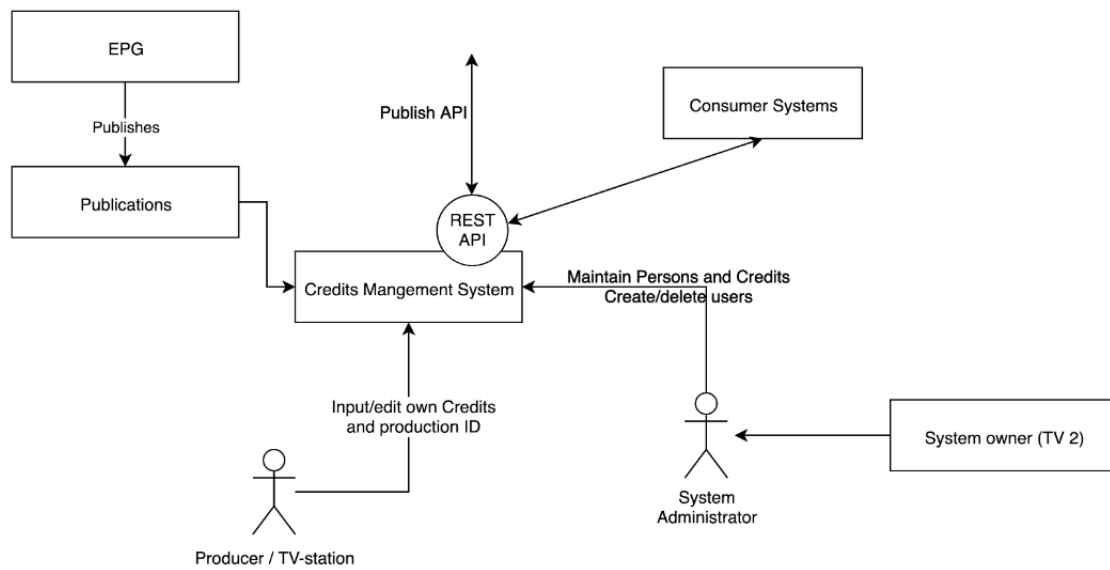 EPG
Publishes
Publications
Publish API
Consumer Systems
REST
API
Credits Mangement System
Maintain Persons and Credits
Create/delete users
Input/edit own Credits
and production ID
System owner (TV 2)
System
Administrator
Producer / TV-station